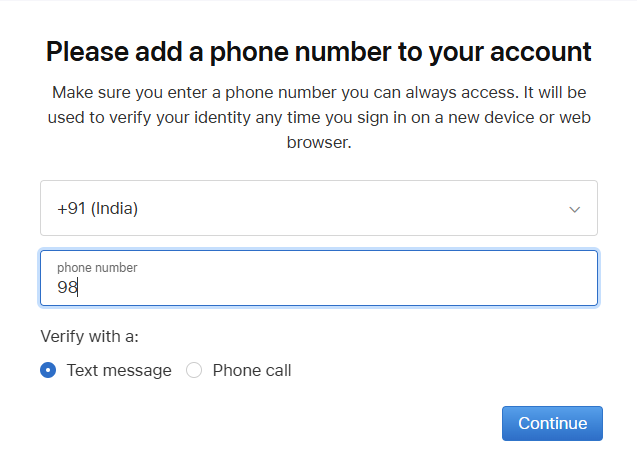 Please add a phone number to your account
Make sure you enter a phone number you can always access. It will be
used to verify your identity any time you sign in on a new device or web
browser.
+91 (India)
phone number
98
Verify with a:
Text message Phone call
Continue